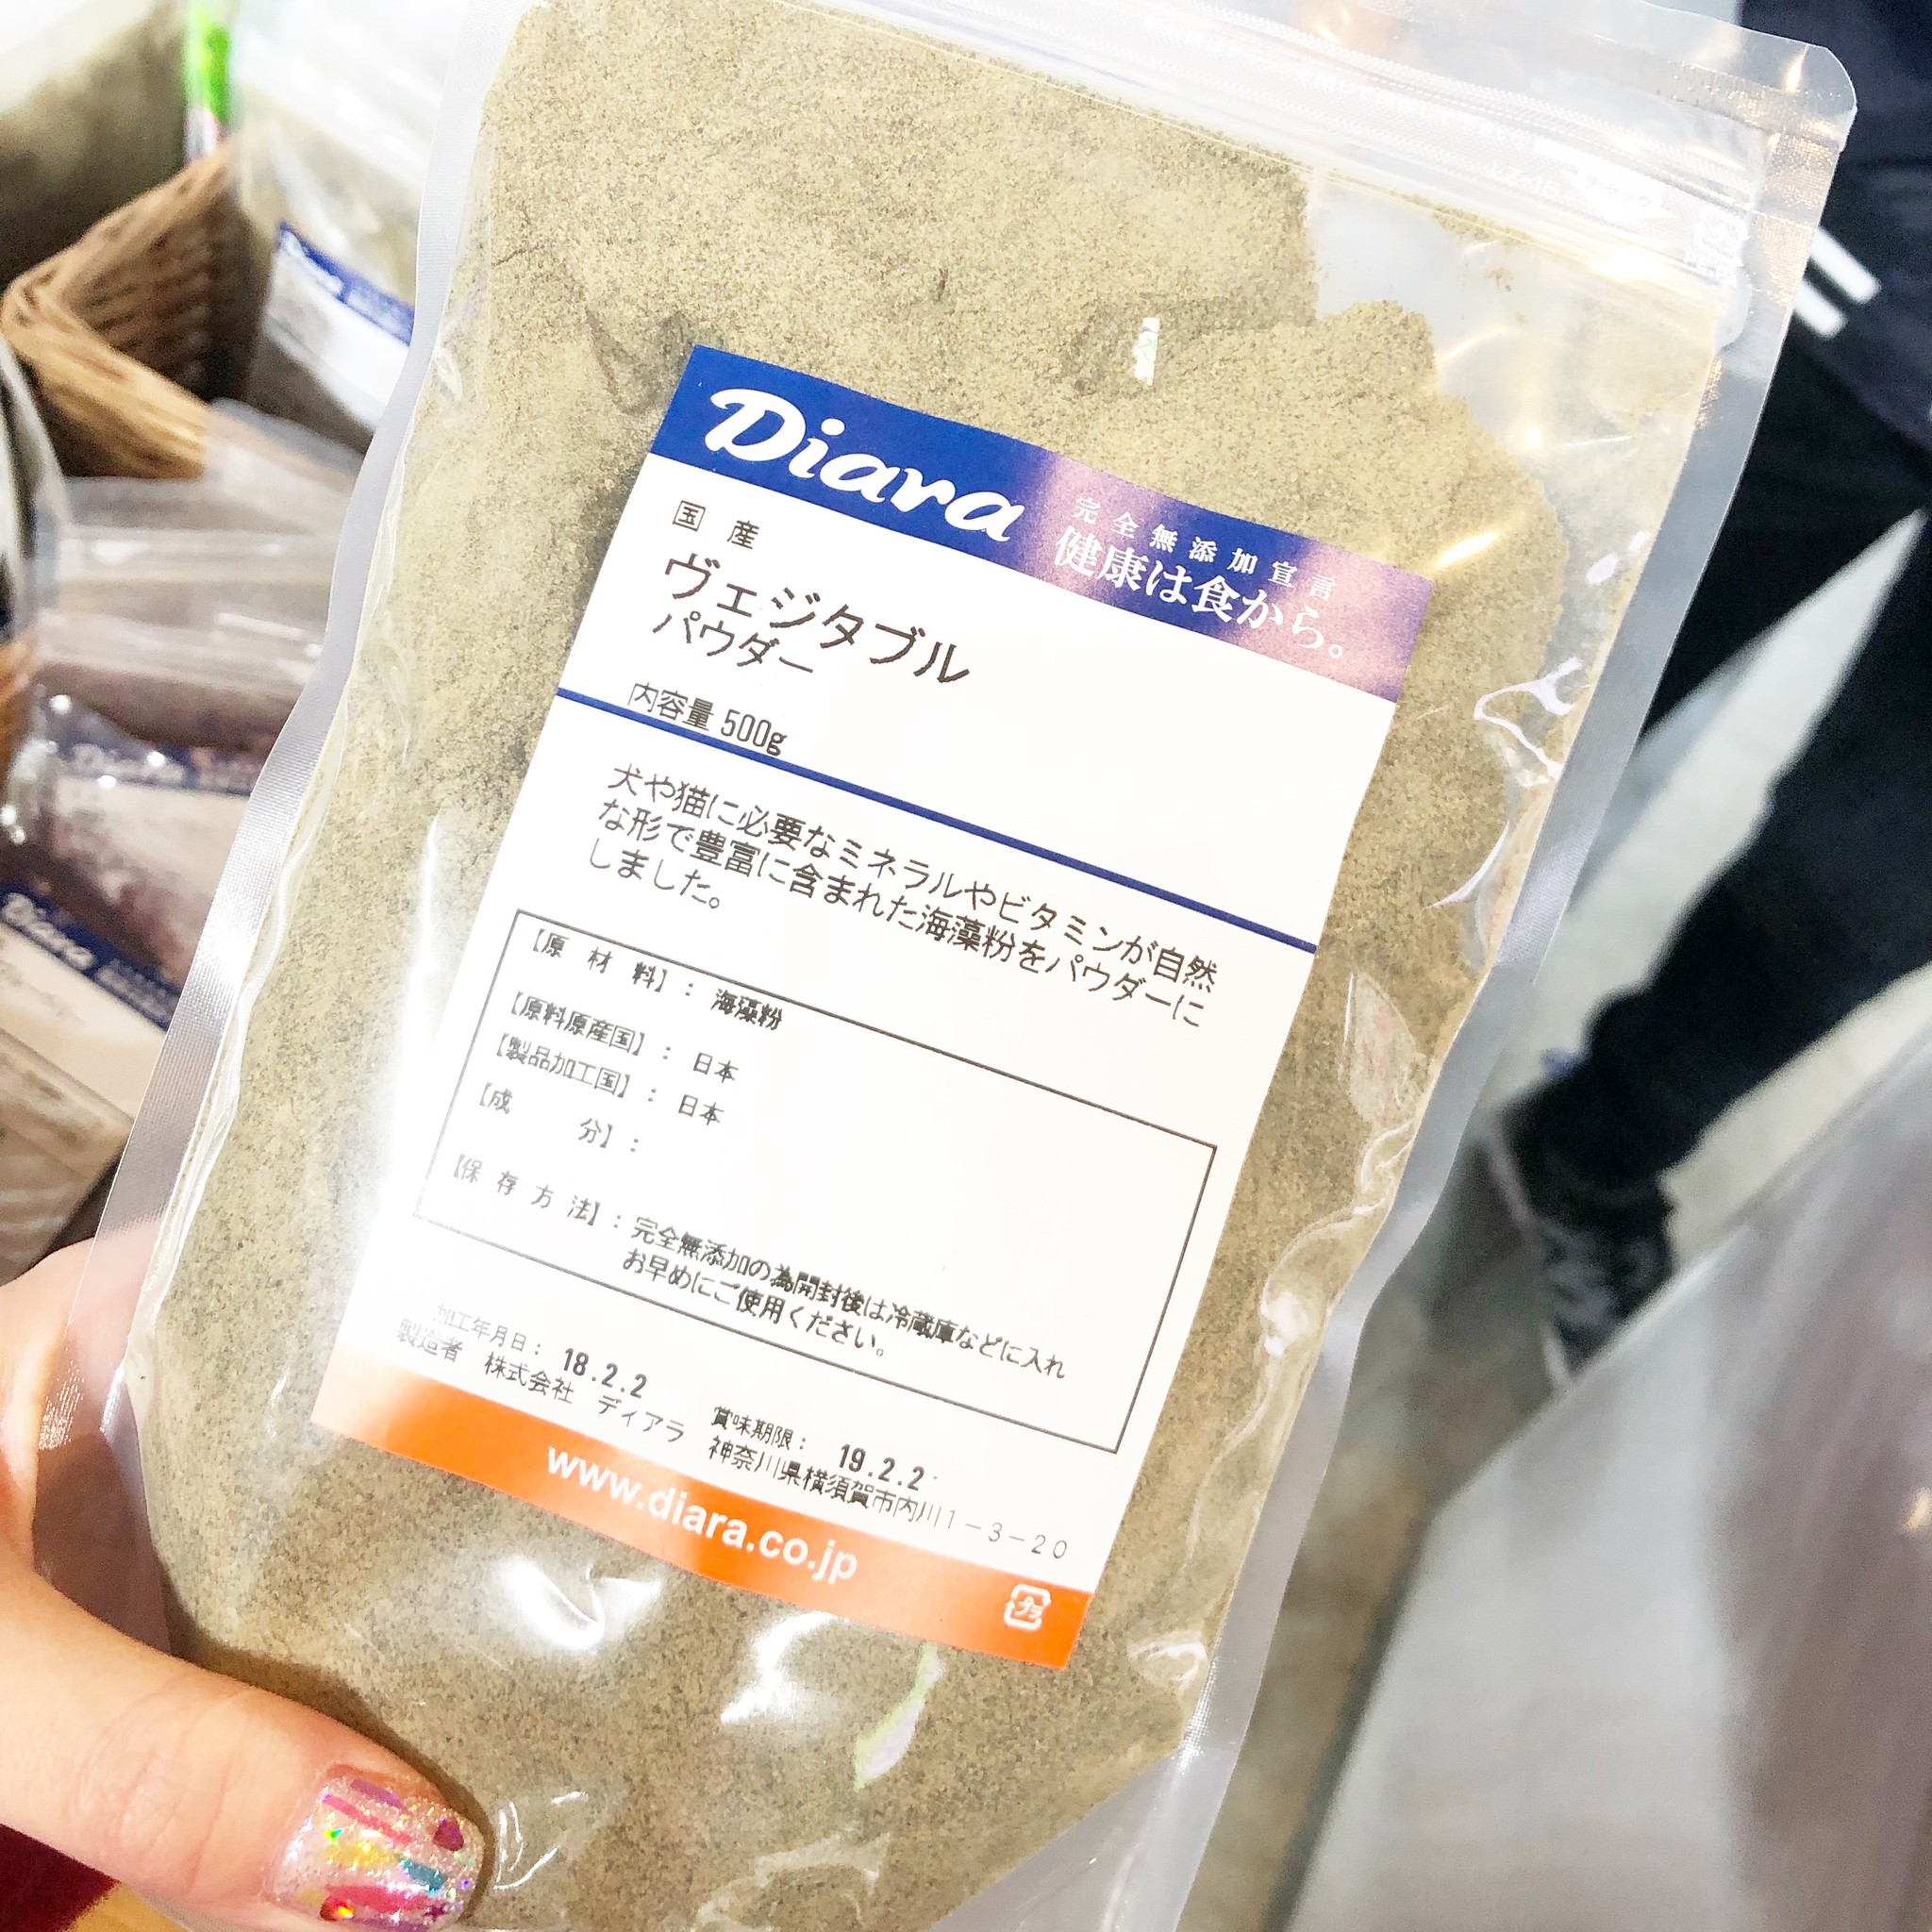 Diara
完全無添加宣言
健康は食から。
国産
ヴェジタブル
パウダー
内容量 500g
犬や猫に必要なミネラルやビタミンが自然
な形で豊富に含まれた海藻粉をパウダーに
しました。
【原材料】: 海藻粉
【原料原産国】: 日本
【製品加工国】: 日本
【成分】:
【保存方法】: 完全無添加の為開封後は冷蔵庫などに入れ
お早めにご使用ください。
加工年月日: 18.2.2 賞味期限: 19.2.2
製造者 株式会社 ディアラ 神奈川県横須賀市内川1-3-20
www.diara.co.jp
プラ
Diara
Diara